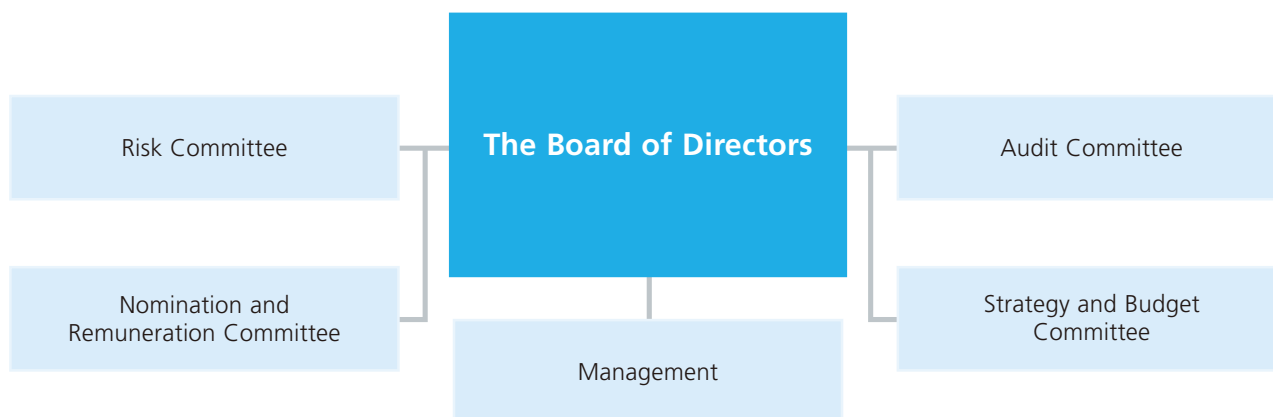 The Board of Directors
Risk Committee
Audit Committee
Nomination and
Remuneration Committee
Strategy and Budget
Committee
Management